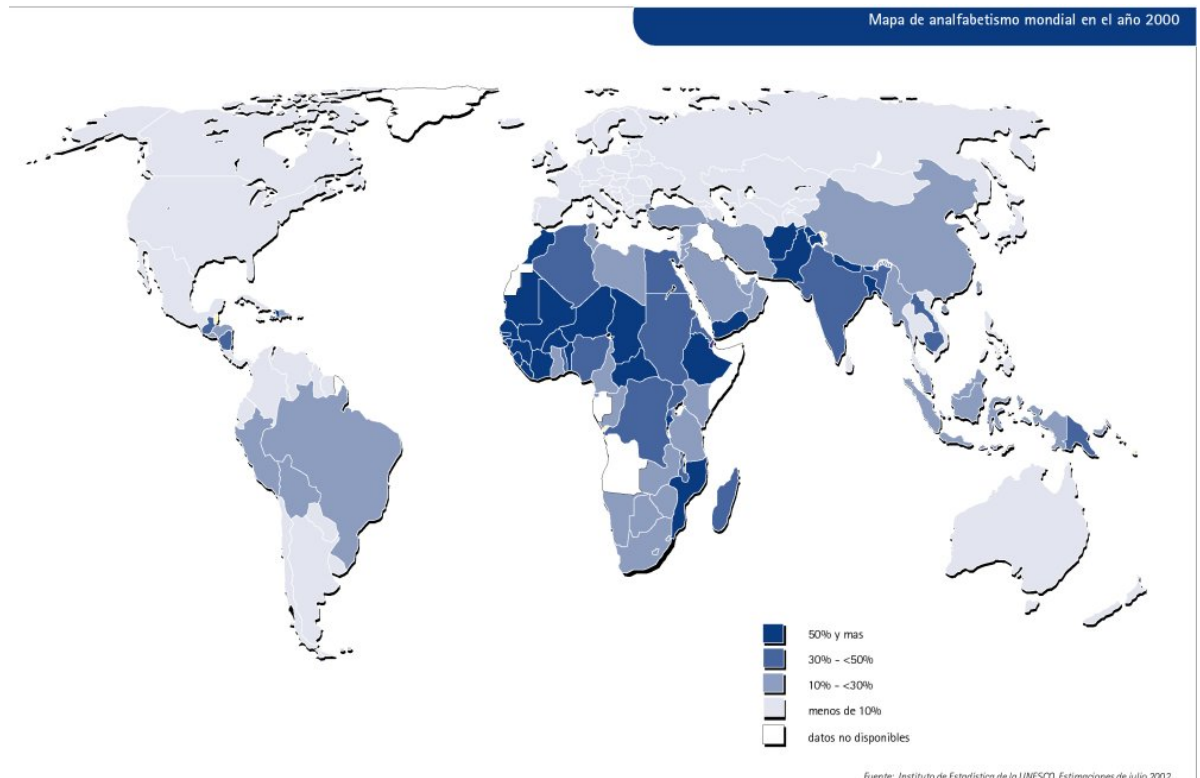 Mapa de analfabetismo mondial en el año 2000
50% y mas
30% - <50%
10% - <30%
menos de 10%
datos no disponibles
Fuente: Instituto de Estadística de la UNESCO. Estimaciones de julio 2002